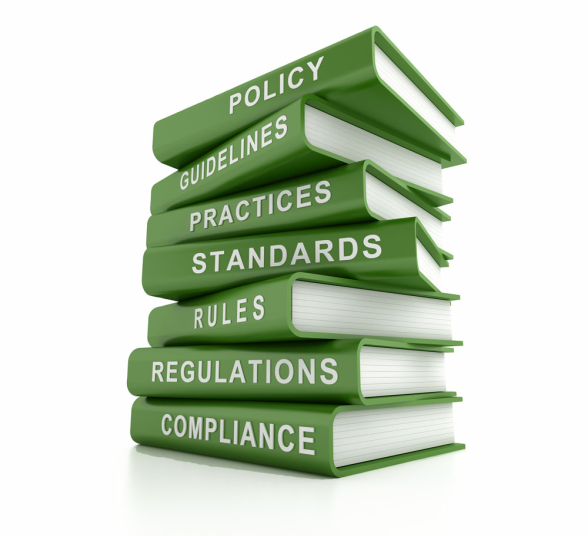 POLICY
GUIDELINES
PRACTICES
STANDARDS
RULES
REGULATIONS
COMPLIANCE